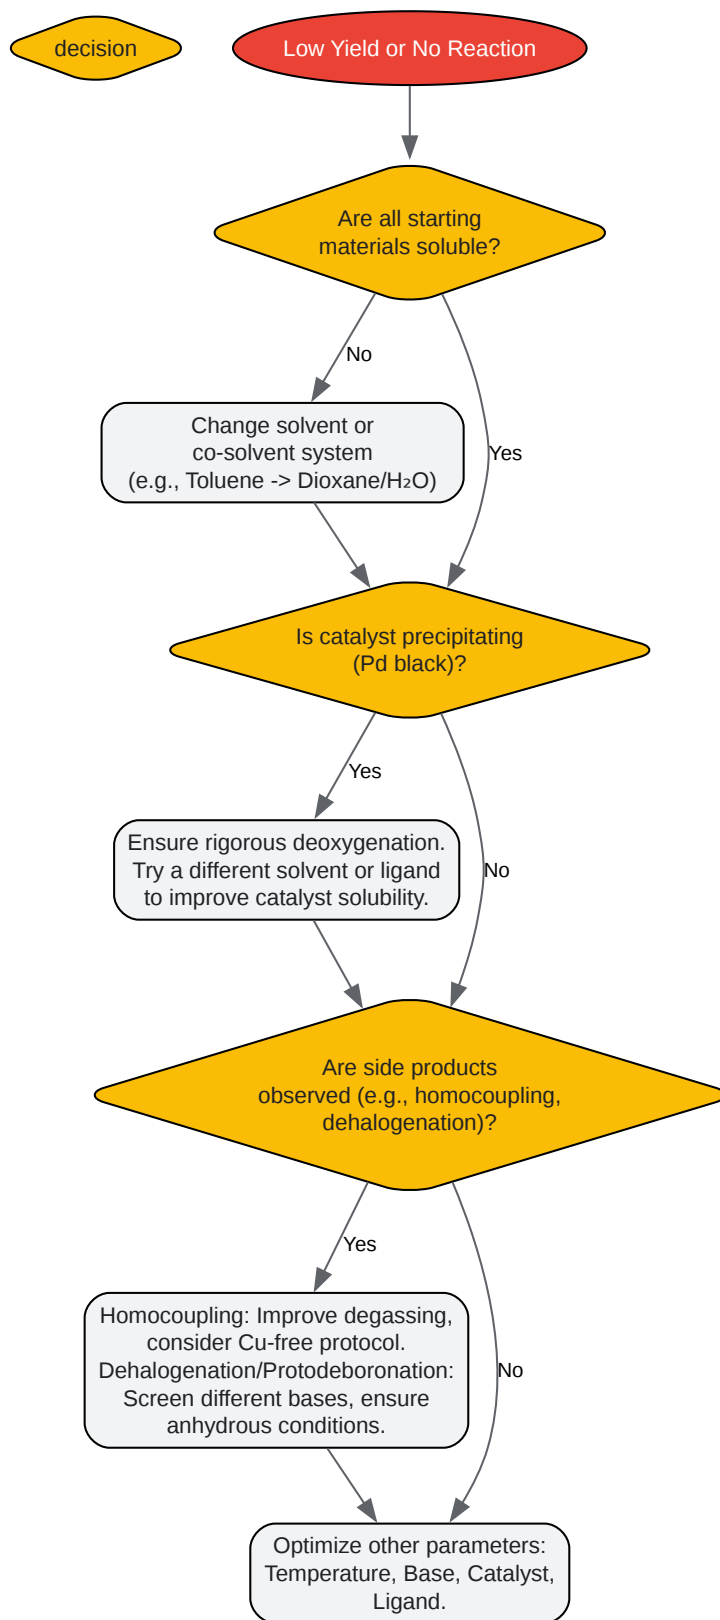 decision
Low Yield or No Reaction
Are all starting
materials soluble?
No
Change solvent or
co-solvent system
(e.g., Toluene -> Dioxane/H₂O)
Yes
Is catalyst precipitating
(Pd black)?
Yes
Ensure rigorous deoxygenation.
Try a different solvent or ligand
to improve catalyst solubility.
No
Are side products
observed (e.g., homocoupling,
dehalogenation)?
Yes
Homocoupling: Improve degassing,
consider Cu-free protocol.
Dehalogenation/Protodeboronation:
Screen different bases, ensure
anhydrous conditions.
No
Optimize other parameters:
Temperature, Base, Catalyst,
Ligand.